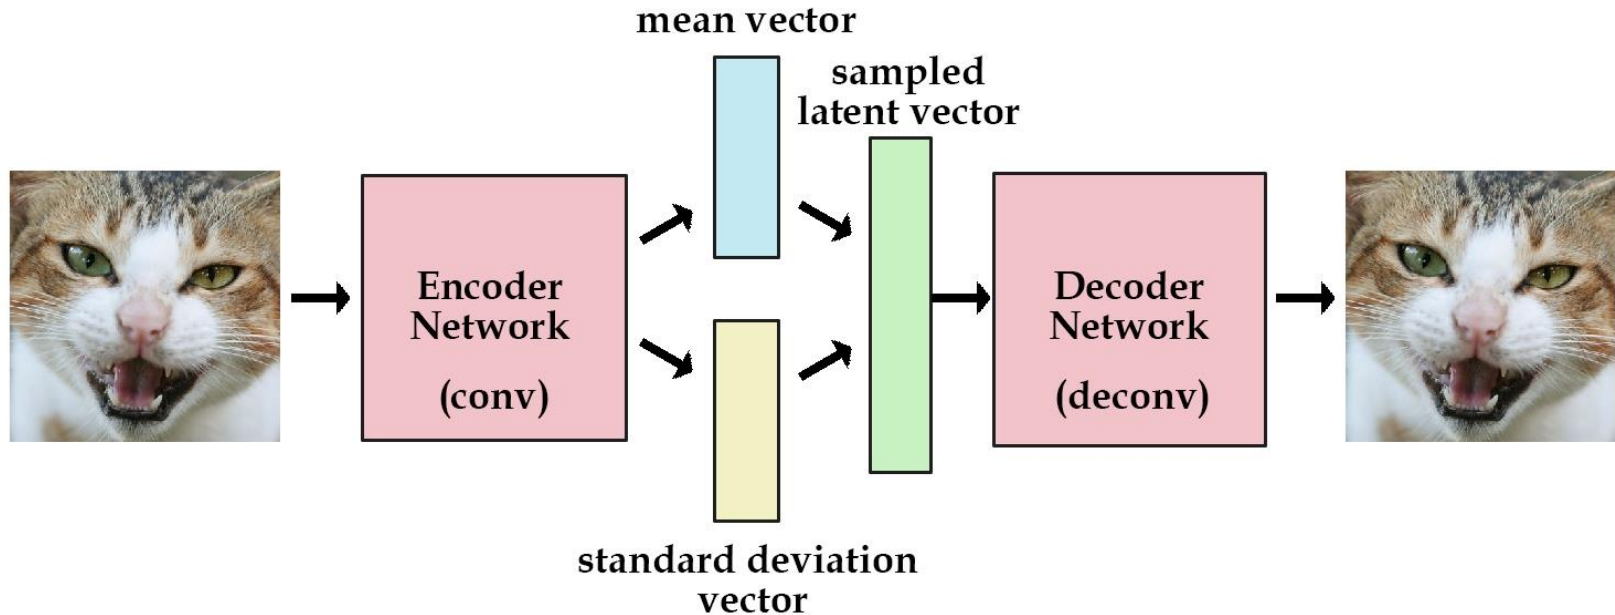 mean vector
sampled
latent vector
Encoder
Network
(conv)
Decoder
Network
(deconv)
standard deviation
vector